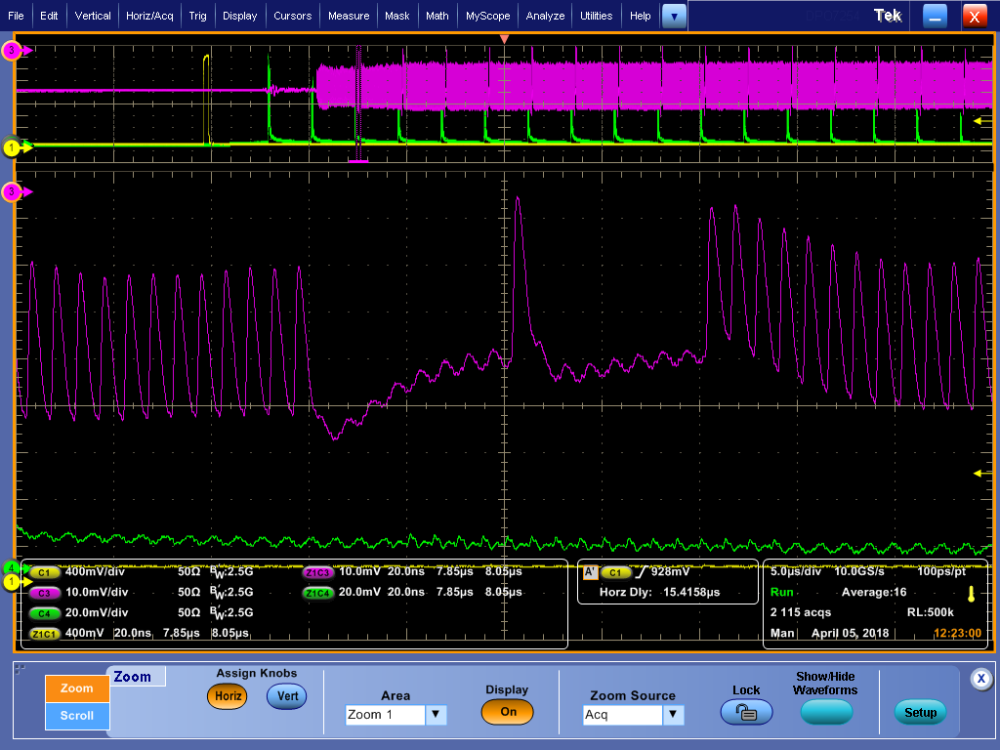 File Edit Vertical Horiz/Acq Trig Display Cursors Measure Mask Math MyScope Analyze Utilities Help Tek X
3
1
3
4
1
C1 400mV/div 50Ω BW:2.5G Z1C3 10.0mV 20.0ns 7.85µs 8.05µs
C3 10.0mV/div 50Ω BW:2.5G Z1C4 20.0mV 20.0ns 7.85µs 8.05µs
C4 20.0mV/div 50Ω BW:2.5G
Z1C1 400mV 20.0ns 7.85µs 8.05µs
A' C1 928mV
Horz Dly: 15.4158µs
5.0µs/div 10.0GS/s 100ps/pt
Run Average:16
2 115 acqs RL:500k
Man April 05, 2018 12:23:00
Zoom
Scroll
Zoom
Assign Knobs
Horiz Vert
Area
Zoom 1
Display
On
Zoom Source
Acq
Lock
Show/Hide
Waveforms
Setup
X